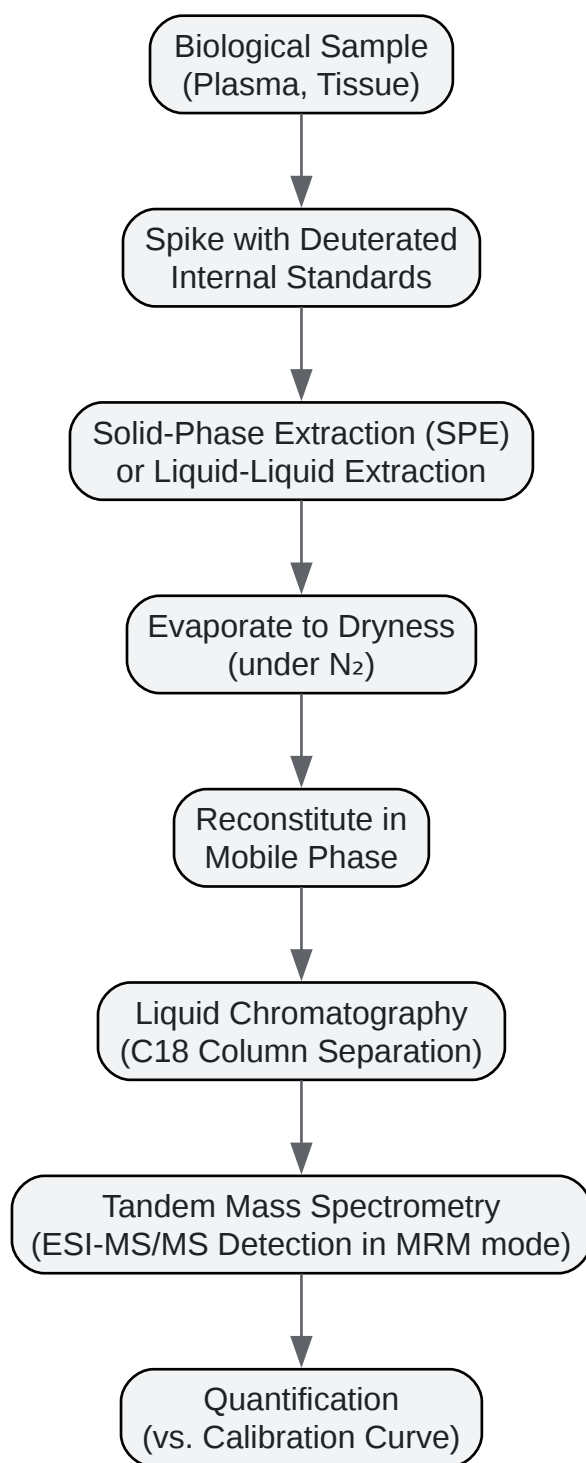 Biological Sample
(Plasma, Tissue)
Spike with Deuterated
Internal Standards
Solid-Phase Extraction (SPE)
or Liquid-Liquid Extraction
Evaporate to Dryness
(under N₂)
Reconstitute in
Mobile Phase
Liquid Chromatography
(C18 Column Separation)
Tandem Mass Spectrometry
(ESI-MS/MS Detection in MRM mode)
Quantification
(vs. Calibration Curve)